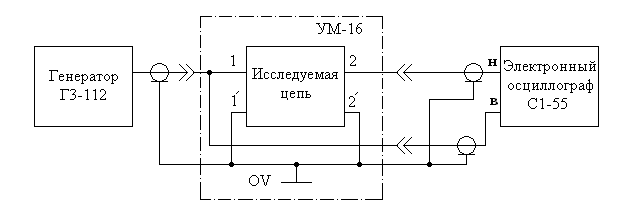 УМ-16
Генератор
Г3-112
1
Исследуемая
цепь
2
1´
2´
н
Электронный
осциллограф
С1-55
в
OV